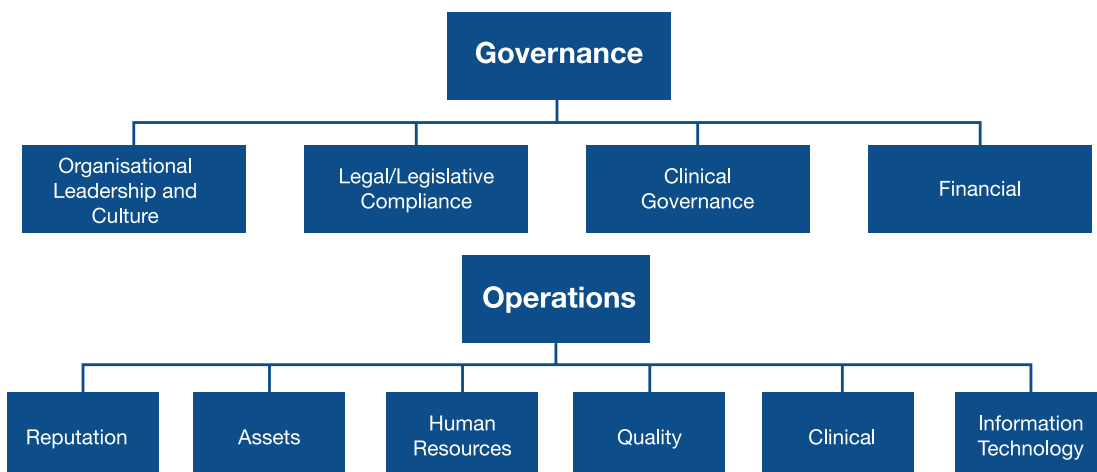 Governance
Organisational
Leadership and
Culture
Legal/Legislative
Compliance
Clinical
Governance
Financial
Operations
Reputation
Assets
Human
Resources
Quality
Clinical
Information
Technology